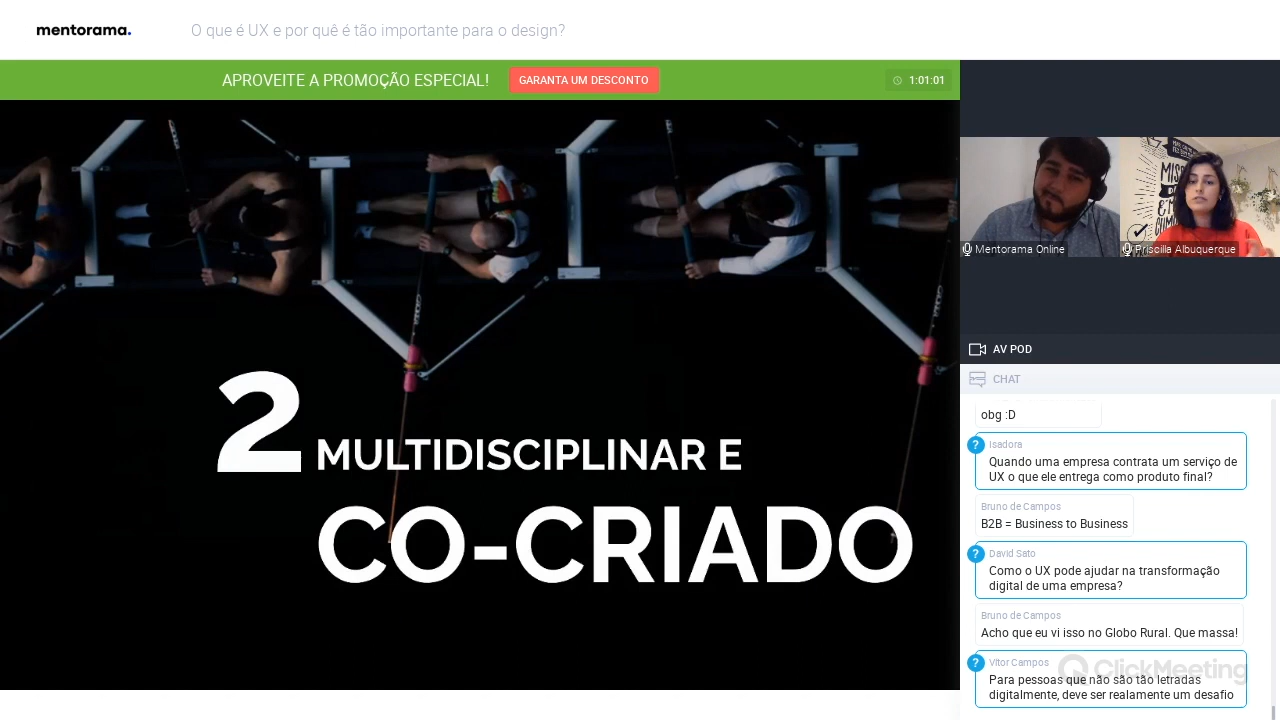 mentorama.
O que é UX e por quê é tão importante para o design?
APROVEITE A PROMOÇÃO ESPECIAL!
GARANTA UM DESCONTO
1:01:01
2 MULTIDISCIPLINAR E
CO-CRIADO
Mentorama Online
Priscilla Albuquerque
AV POD
CHAT
obg :D
? Isadora
Quando uma empresa contrata um serviço de
UX o que ele entrega como produto final?
Bruno de Campos
B2B = Business to Business
? David Sato
Como o UX pode ajudar na transformação
digital de uma empresa?
Bruno de Campos
Acho que eu vi isso no Globo Rural. Que massa!
? Vitor Campos
Para pessoas que não são tão letradas
digitalmente, deve ser realamente um desafio
ClickMeeting